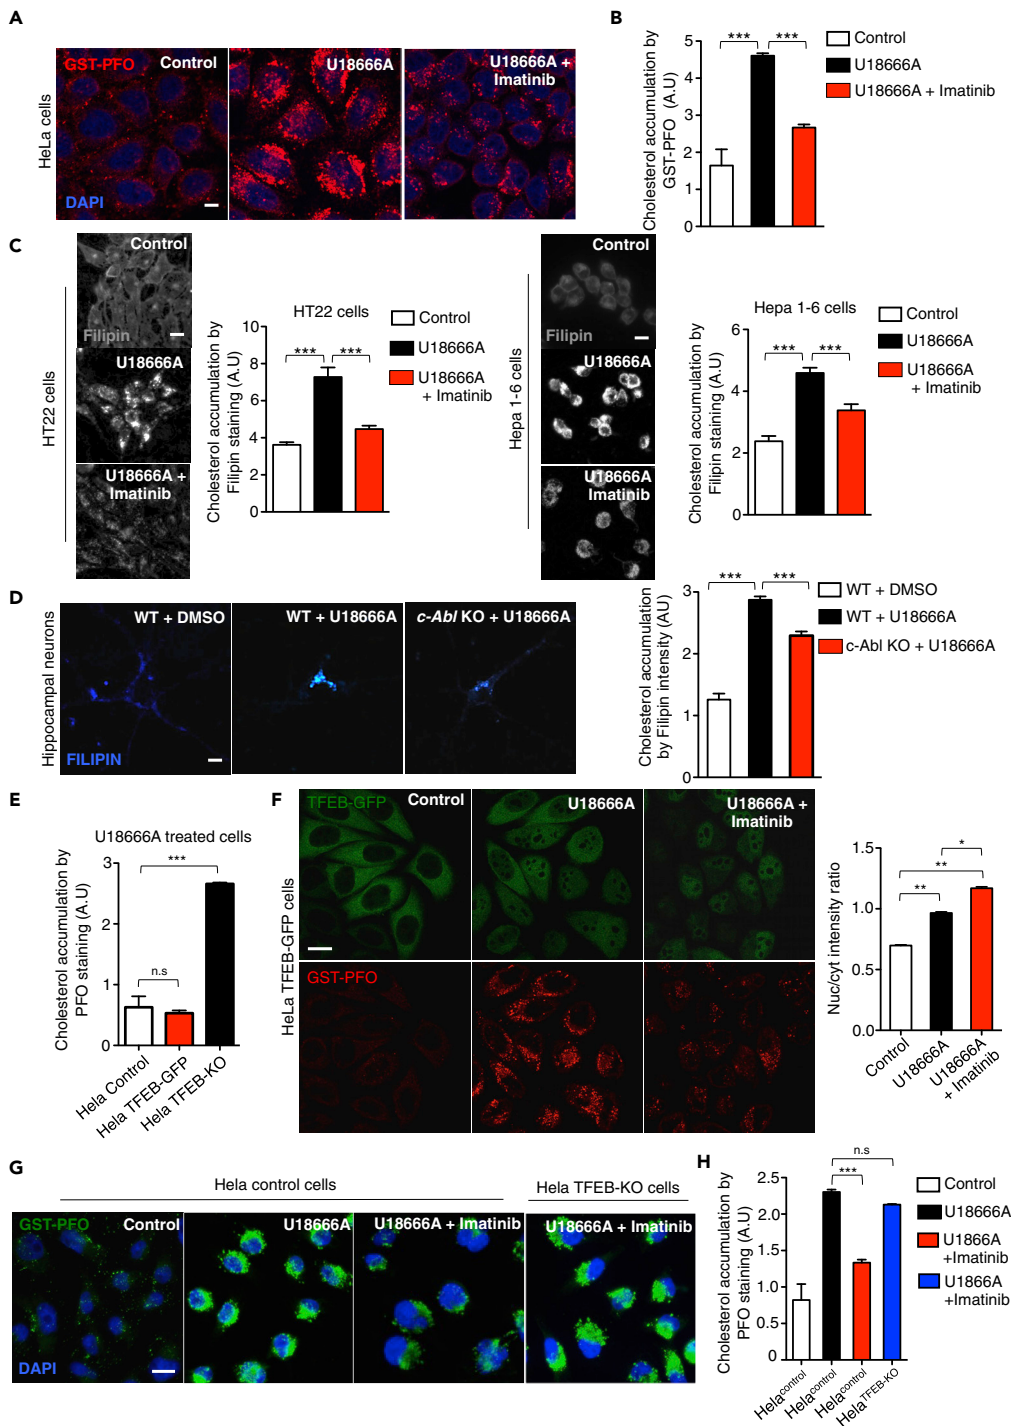 A
HeLa cells
GST-PFO
Control
DAPI
U18666A
U18666A +
Imatinib
B
Cholesterol accumulation by
GST-PFO (A.U)
5
4
3
2
1
0
***
***
Control
U18666A
U18666A + Imatinib
C
HT22 cells
Control
Filipin
U18666A
U18666A +
Imatinib
HT22 cells
Cholesterol accumulation by
Filipin staining (A.U)
10
8
6
4
2
0
***
***
Control
U18666A
U18666A
+ Imatinib
Hepa 1-6 cells
Control
Filipin
U18666A
U18666A
Imatinib
Hepa 1-6 cells
Cholesterol accumulation by
Filipin staining (A.U)
6
4
2
0
***
***
Control
U18666A
U18666A
+ Imatinib
D
Hippocampal neurons
WT + DMSO
FILIPIN
WT + U18666A
c-Abl KO + U18666A
Cholesterol accumulation
by Filipin intensity (AU)
3
2
1
0
***
***
WT + DMSO
WT + U18666A
c-Abl KO + U18666A
E
U18666A treated cells
Cholesterol accumulation by
PFO staining (A.U)
3
2
1
0
***
n.s
Hela Control
Hela TFEB-GFP
Hela TFEB-KO
F
HeLa TFEB-GFP cells
TFEB-GFP
Control
U18666A
U18666A +
Imatinib
GST-PFO
Nuc/cyt intensity ratio
1.5
1.0
0.5
0.0
*
**
**
Control
U18666A
U18666A
+ Imatinib
G
Hela control cells
Hela TFEB-KO cells
GST-PFO
Control
DAPI
U18666A
U18666A + Imatinib
U18666A + Imatinib
H
Cholesterol accumulation by
PFO staining (A.U)
2.5
2.0
1.5
1.0
0.5
0
n.s
***
Hela control
Hela control
Hela control
Hela TFEB-KO
Control
U18666A
U1866A
+Imatinib
U1866A
+Imatinib